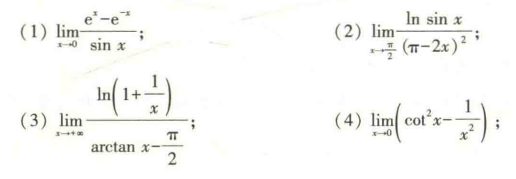 (1) $\lim_{x \to 0} \frac{e^x - e^{-x}}{\sin x}$;
(2) $\lim_{x \to \frac{\pi}{2}} \frac{\ln \sin x}{(\pi - 2x)^2}$;
(3) $\lim_{x \to +\infty} \frac{\ln\left(1+\frac{1}{x}\right)}{\arctan x - \frac{\pi}{2}}$;
(4) $\lim_{x \to 0} \left(\cot^2 x - \frac{1}{x^2}\right)$;